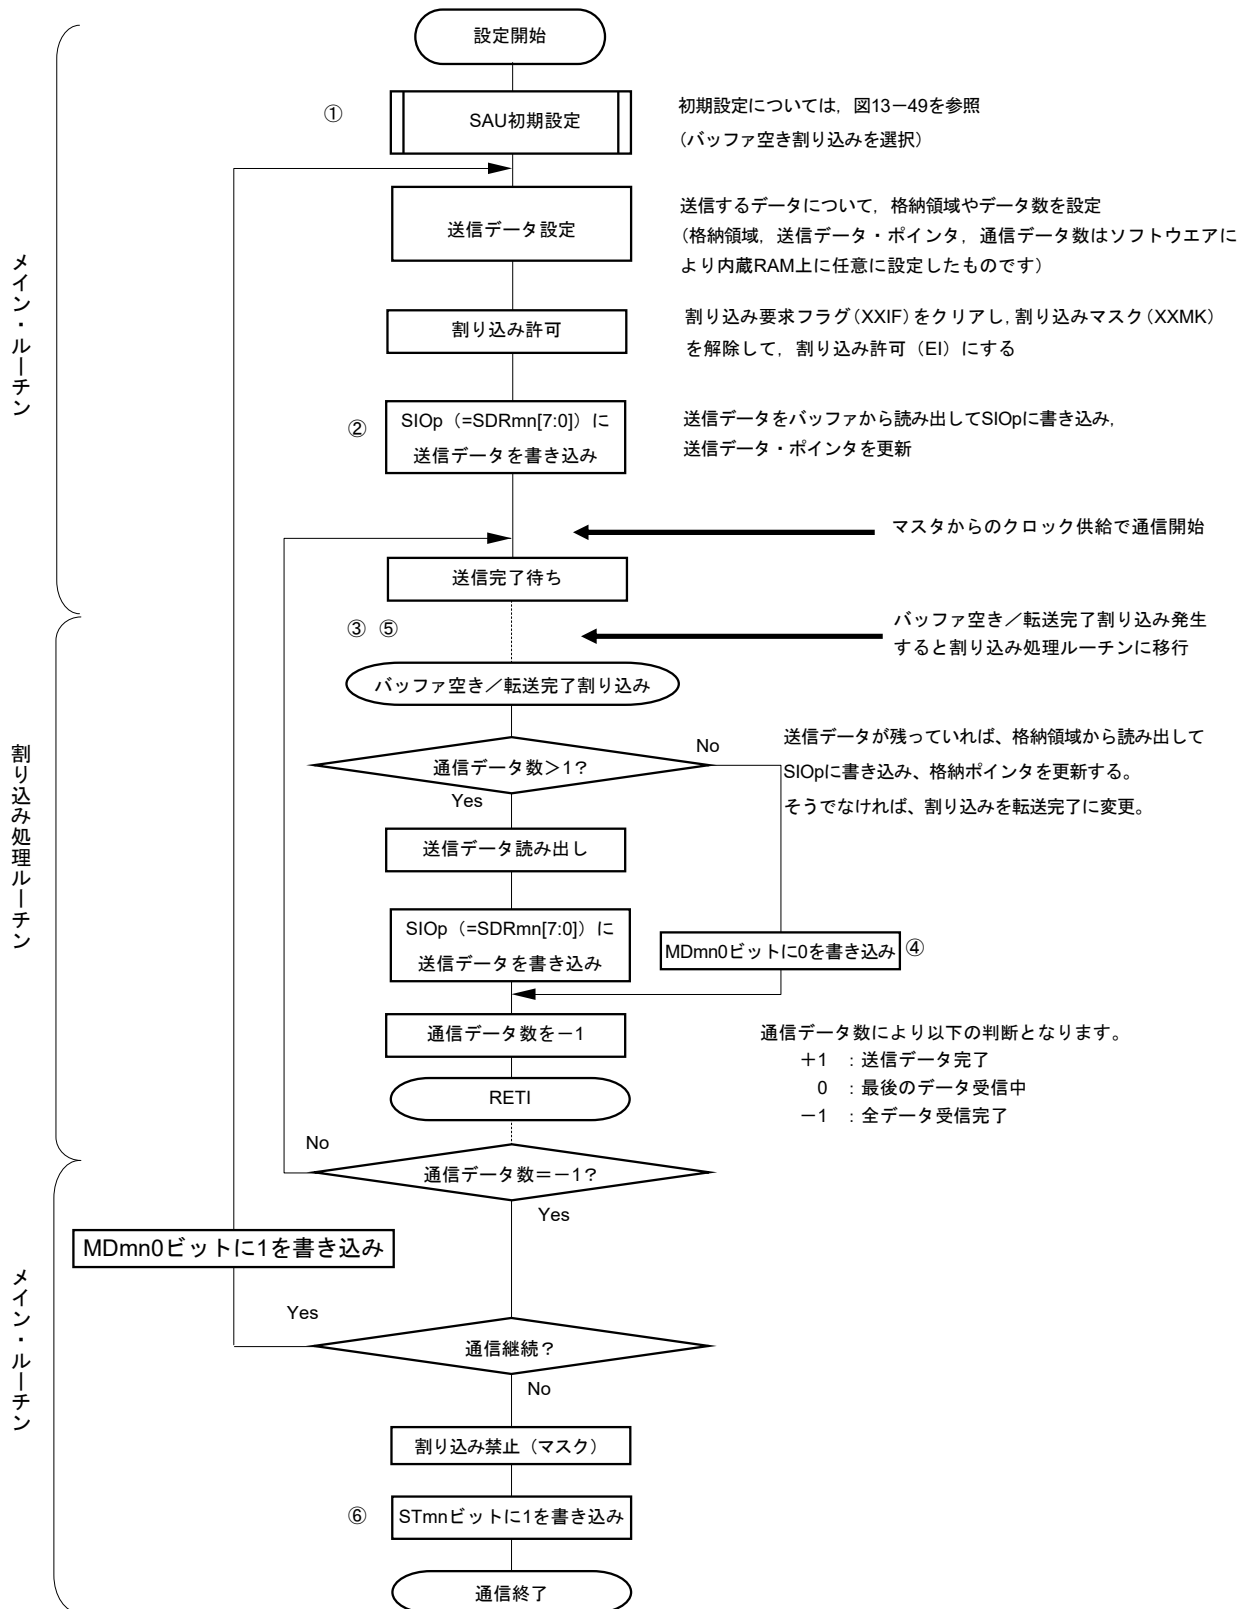 設定開始
①
SAU初期設定
初期設定については，図13－49を参照
（バッファ空き割り込みを選択）
送信データ設定
送信するデータについて，格納領域やデータ数を設定
（格納領域，送信データ・ポインタ，通信データ数はソフトウエアに
より内蔵RAM上に任意に設定したものです）
メイン・ルーチン
割り込み許可
割り込み要求フラグ（XXIF）をクリアし，割り込みマスク（XXMK）
を解除して，割り込み許可（EI）にする
②
SIOp（=SDRmn[7:0]）に
送信データを書き込み
送信データをバッファから読み出してSIOpに書き込み，
送信データ・ポインタを更新
マスタからのクロック供給で通信開始
送信完了待ち
③ ⑤
バッファ空き／転送完了割り込み発生
すると割り込み処理ルーチンに移行
バッファ空き／転送完了割り込み
割り込み処理ルーチン
通信データ数＞1？
No
Yes
送信データが残っていれば、格納領域から読み出して
SIOpに書き込み、格納ポインタを更新する。
そうでなければ、割り込みを転送完了に変更。
送信データ読み出し
SIOp（=SDRmn[7:0]）に
送信データを書き込み
MDmn0ビットに0を書き込み
④
通信データ数を－1
通信データ数により以下の判断となります。
＋1 ：送信データ完了
0 ：最後のデータ受信中
－1 ：全データ受信完了
RETI
No
通信データ数＝－1？
Yes
MDmn0ビットに1を書き込み
メイン・ルーチン
Yes
通信継続？
No
割り込み禁止（マスク）
⑥
STmnビットに1を書き込み
通信終了